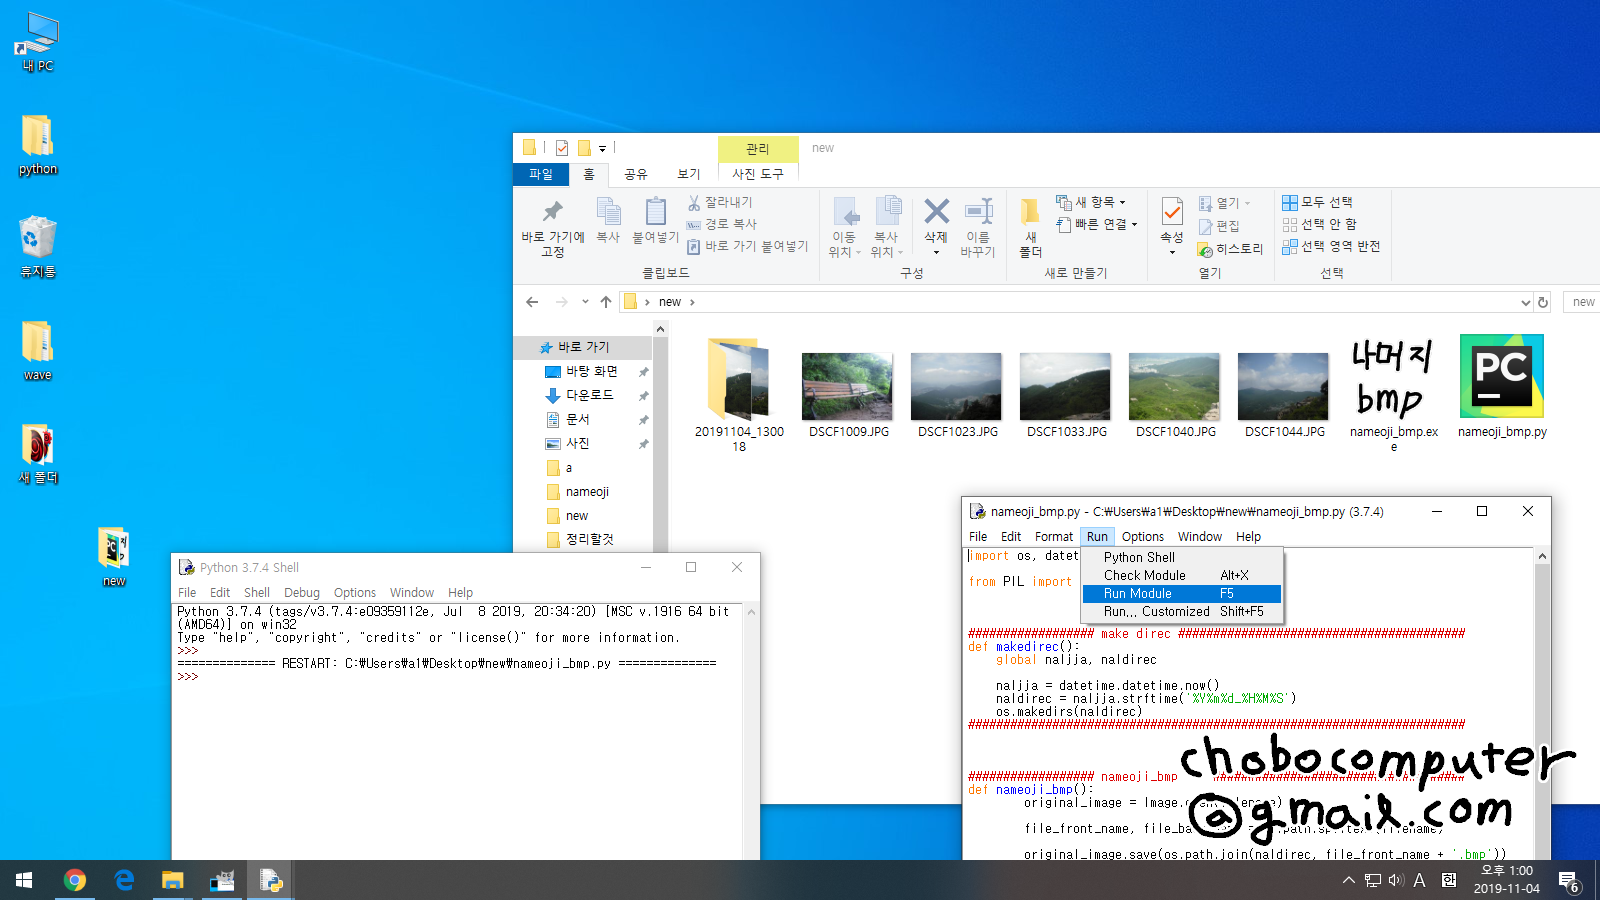 내 PC
python
휴지통
wave
새 폴더
new
관리
new
파일
홈
공유
보기
사진 도구
바로 가기에
고정
복사
붙여넣기
잘라내기
경로 복사
바로 가기 붙여넣기
클립보드
이동
위치
복사
위치
삭제
이름
바꾸기
구성
새
폴더
새 항목
빠른 연결
새로 만들기
속성
열기
편집
히스토리
열기
모두 선택
선택 안 함
선택 영역 반전
선택
new
new
바로 가기
바탕 화면
다운로드
문서
사진
a
nameoji
new
정리할것
20191104_1300
18
DSCF1009.JPG
DSCF1023.JPG
DSCF1033.JPG
DSCF1040.JPG
DSCF1044.JPG
나머지
bmp
nameoji_bmp.ex
e
PC
nameoji_bmp.py
Python 3.7.4 Shell
File Edit Shell Debug Options Window Help
Python 3.7.4 (tags/v3.7.4:e09359112e, Jul  8 2019, 20:34:20) [MSC v.1916 64 bit
(AMD64)] on win32
Type "help", "copyright", "credits" or "license()" for more information.
>>>
============== RESTART: C:₩Users₩a1₩Desktop₩new₩nameoji_bmp.py ==============
>>>
nameoji_bmp.py - C:₩Users₩a1₩Desktop₩new₩nameoji_bmp.py (3.7.4)
File Edit Format Run Options Window Help
Python Shell
Check Module Alt+X
Run Module F5
Run... Customized Shift+F5
import os, datet
from PIL import
################## make direc #########################################
def makedirec():
global naljja, naldirec
naljja = datetime.datetime.now()
naldirec = naljja.strftime('%Y%m%d_%H%M%S')
os.makedirs(naldirec)
#######################################################################
################## nameoji_bmp
def nameoji_bmp():
original_image = Image.
file_front_name, file_ba
original_image.save(os.path.join(naldirec, file_front_name + '.bmp'))
chobocomputer
@gmail.com
A
한
오후 1:00
2019-11-04
6